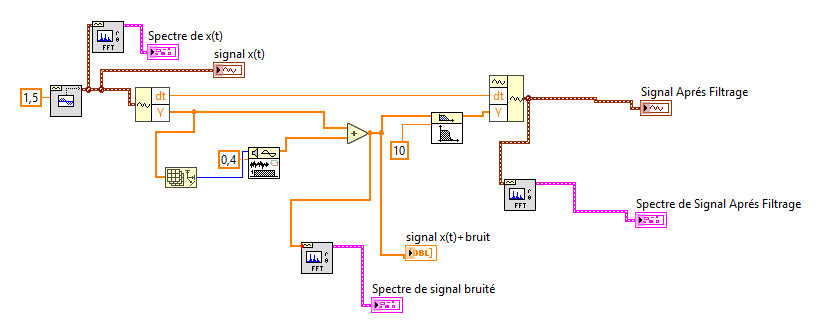 Spectre de x(t)
signal x(t)
FFT
1,5
dt
Y
0,4
+
10
dt
Y
Signal Aprés Filtrage
FFT
Spectre de Signal Aprés Filtrage
signal x(t)+bruit
DBL
FFT
Spectre de signal bruité